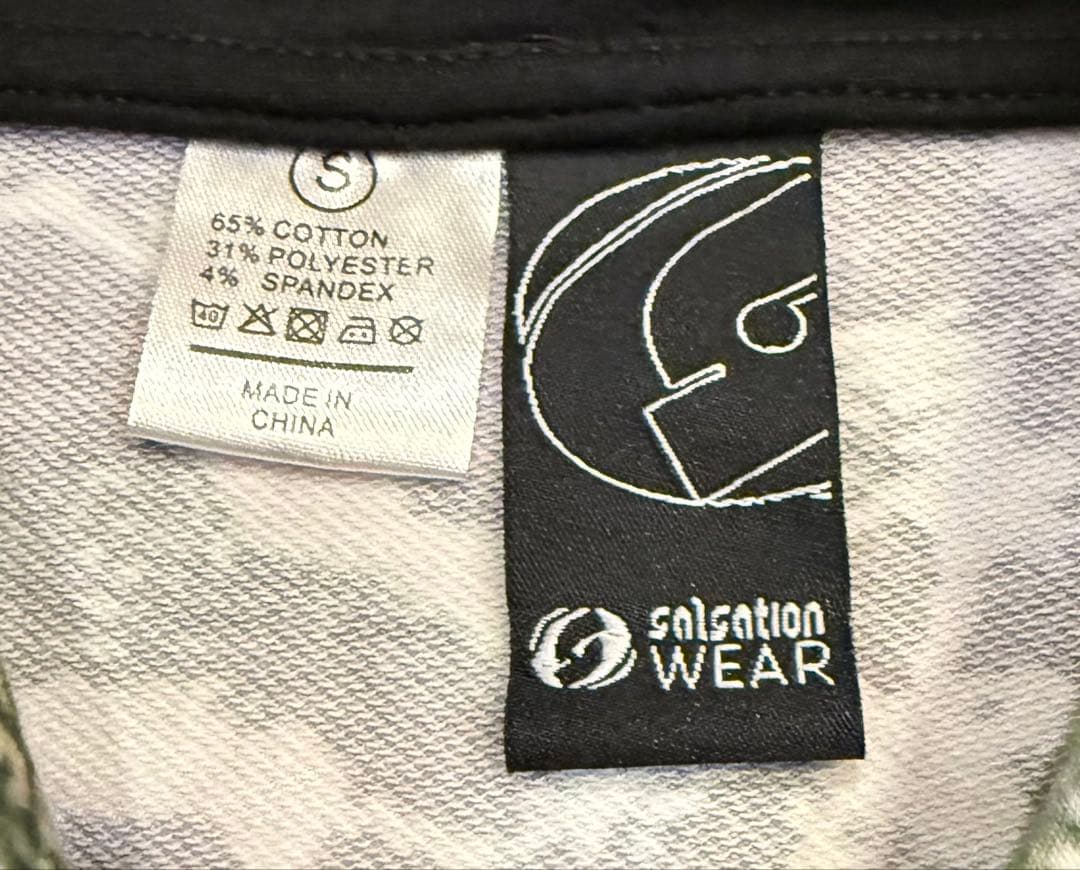 S
65% COTTON
31% POLYESTER
4% SPANDEX
40
MADE IN
CHINA
salsation
WEAR